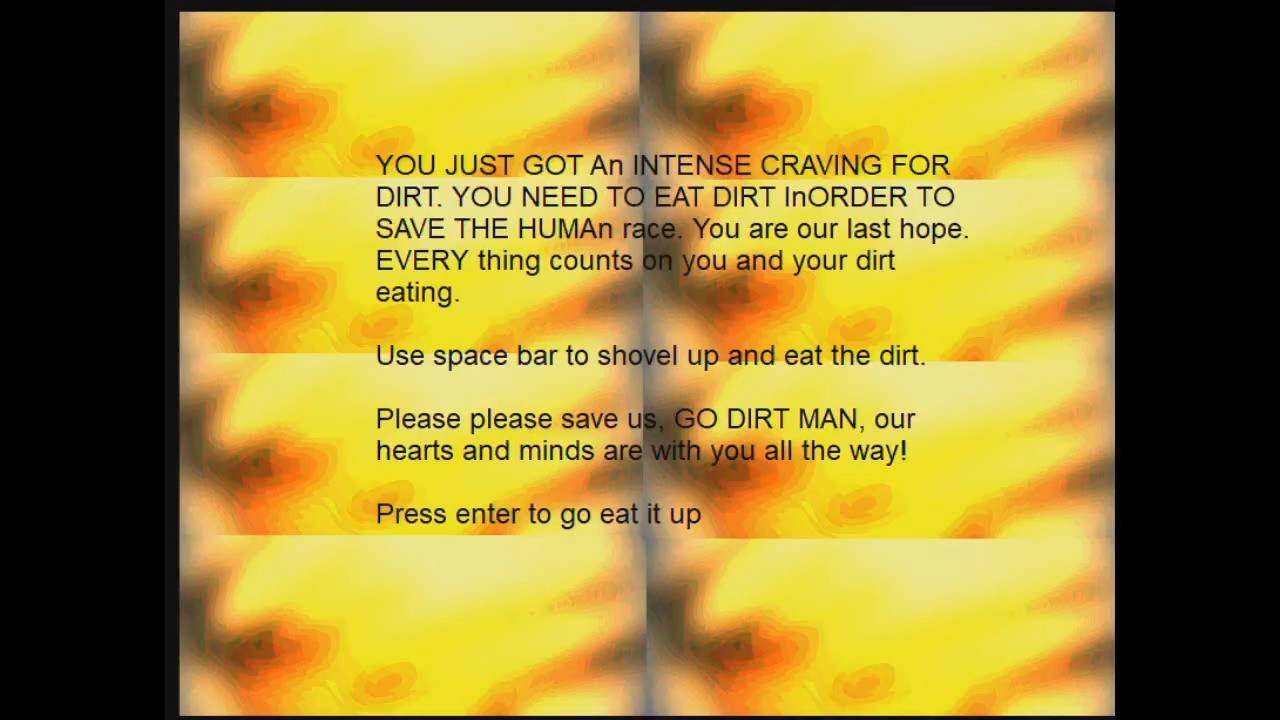 YOU JUST GOT An INTENSE CRAVING FOR
DIRT. YOU NEED TO EAT DIRT InORDER TO
SAVE THE HUMAn race. You are our last hope.
EVERY thing counts on you and your dirt
eating.
Use space bar to shovel up and eat the dirt.
Please please save us, GO DIRT MAN, our
hearts and minds are with you all the way!
Press enter to go eat it up